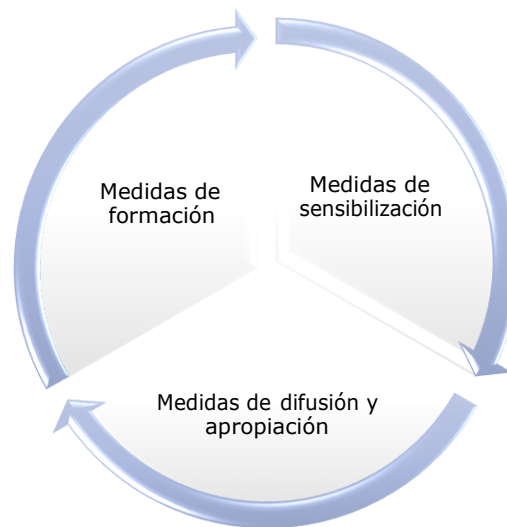 Medidas de
formación
Medidas de
sensibilización
Medidas de difusión y
apropiación